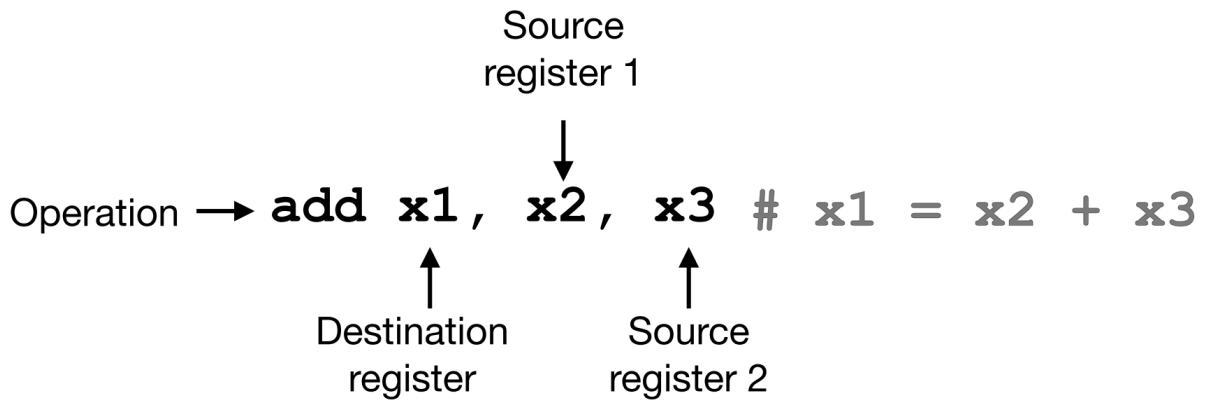 Source
register 1
Operation
add x1, x2, x3 # x1 = x2 + x3
Destination
register
Source
register 2